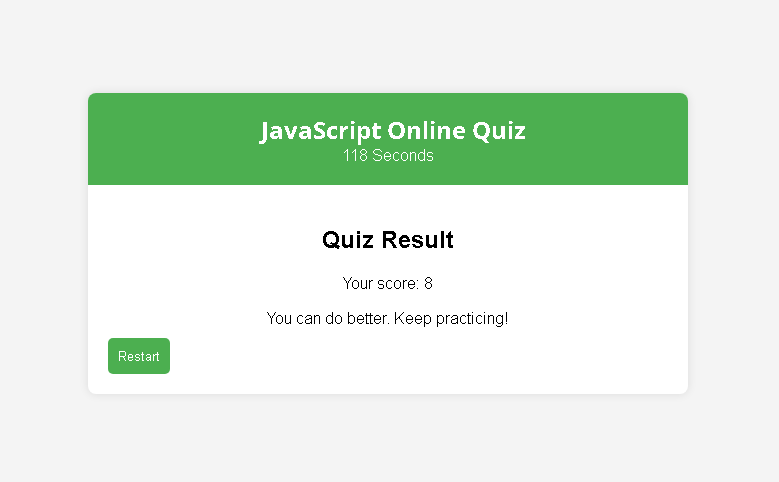 JavaScript Online Quiz
118 Seconds
Quiz Result
Your score: 8
You can do better. Keep practicing!
Restart